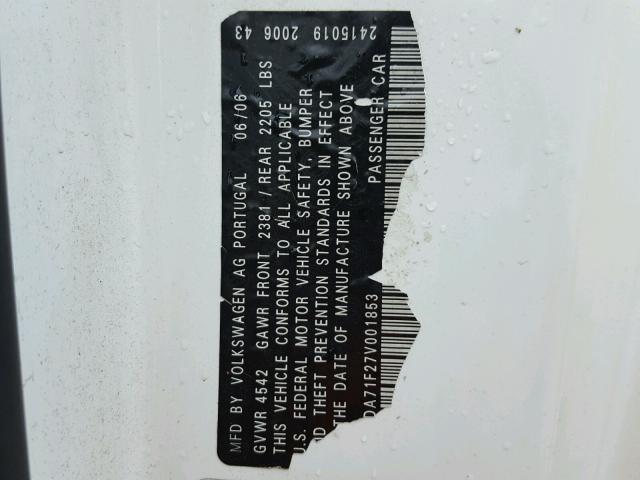 2415019 2006 43
MFD BY VOLKSWAGEN AG PORTUGAL 06/06
GVWR 4542 GAWR FRONT 2381 / REAR 2205 LBS
THIS VEHICLE CONFORMS TO ALL APPLICABLE
U.S. FEDERAL MOTOR VEHICLE SAFETY, BUMPER
D THEFT PREVENTION STANDARDS IN EFFECT
THE DATE OF MANUFACTURE SHOWN ABOVE
DA71F27V001853 PASSENGER CAR